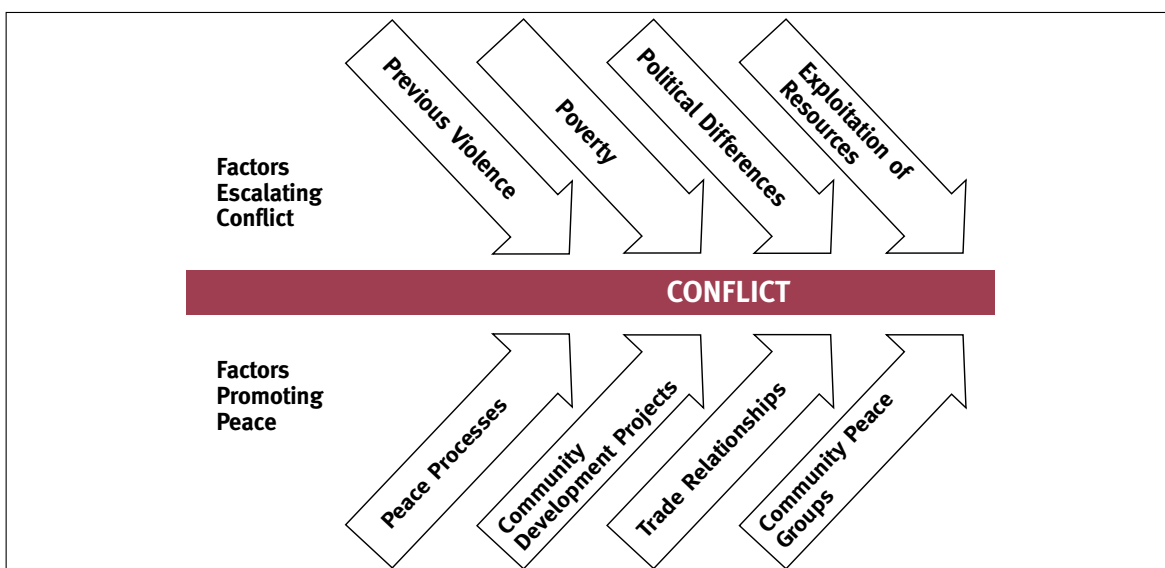 Previous Violence
Poverty
Political Differences
Exploitation of
Resources
Factors
Escalating
Conflict
CONFLICT
Factors
Promoting
Peace
Peace Processes
Community
Development Projects
Trade Relationships
Community Peace
Groups